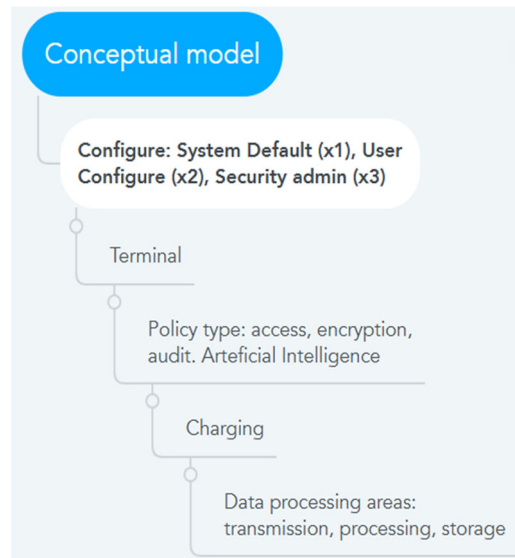 Conceptual model
Configure: System Default (x1), User
Configure (x2), Security admin (x3)
Terminal
Policy type: access, encryption,
audit. Arteficial Intelligence
Charging
Data processing areas:
transmission, processing, storage